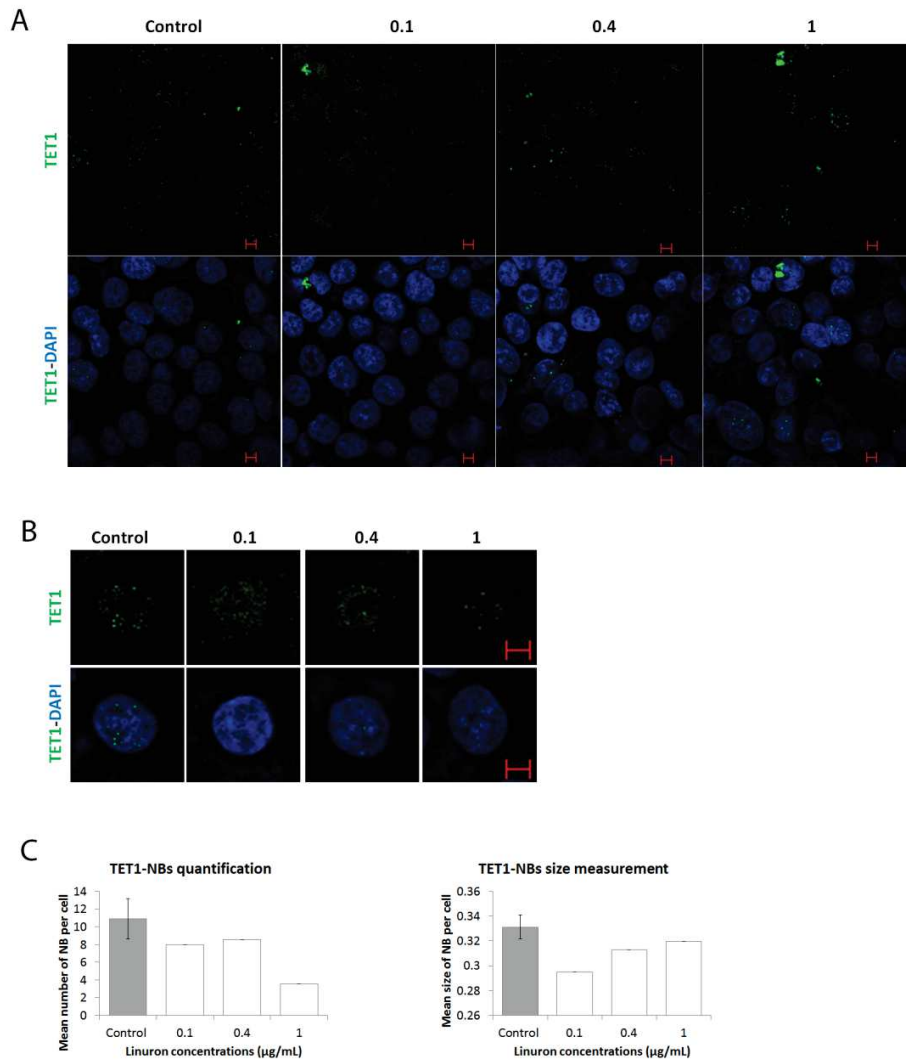 A
Control 0.1 0.4 1
TET1
TET1-DAPI
B
Control 0.1 0.4 1
TET1
TET1-DAPI
C
TET1-NBs quantification
Mean number of NB per cell
14
12
10
8
6
4
2
0
Control 0.1 0.4 1
Linuron concentrations (µg/mL)
TET1-NBs size measurement
Mean size of NB per cell
0.36
0.34
0.32
0.3
0.28
0.26
Control 0.1 0.4 1
Linuron concentrations (µg/mL)